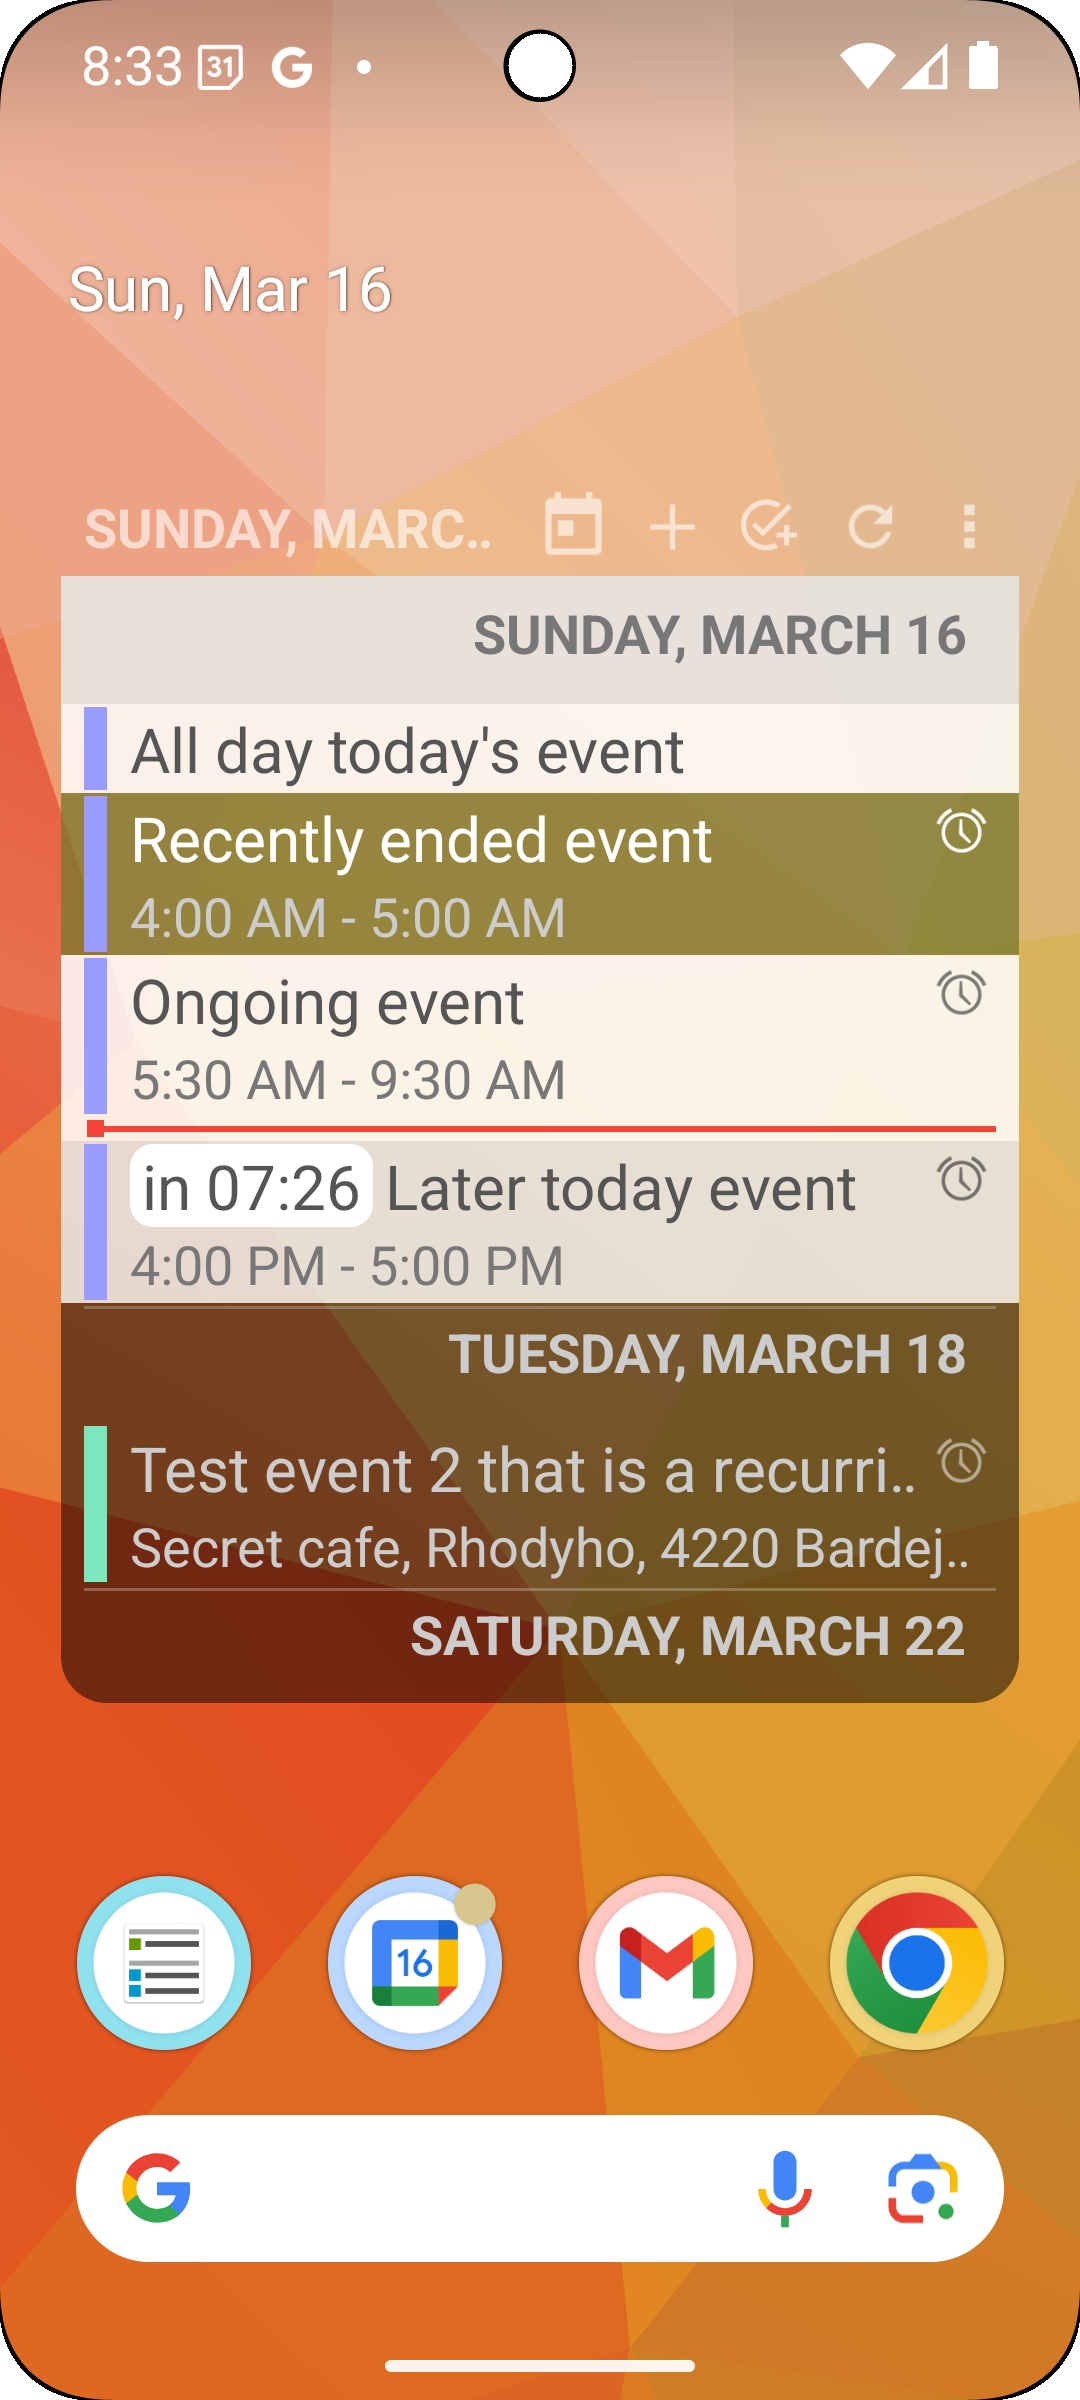 8:33 31
Sun, Mar 16
SUNDAY, MARC..
SUNDAY, MARCH 16
All day today's event
Recently ended event
4:00 AM - 5:00 AM
Ongoing event
5:30 AM - 9:30 AM
in 07:26 Later today event
4:00 PM - 5:00 PM
TUESDAY, MARCH 18
Test event 2 that is a recurri..
Secret cafe, Rhodyho, 4220 Bardej..
SATURDAY, MARCH 22
16